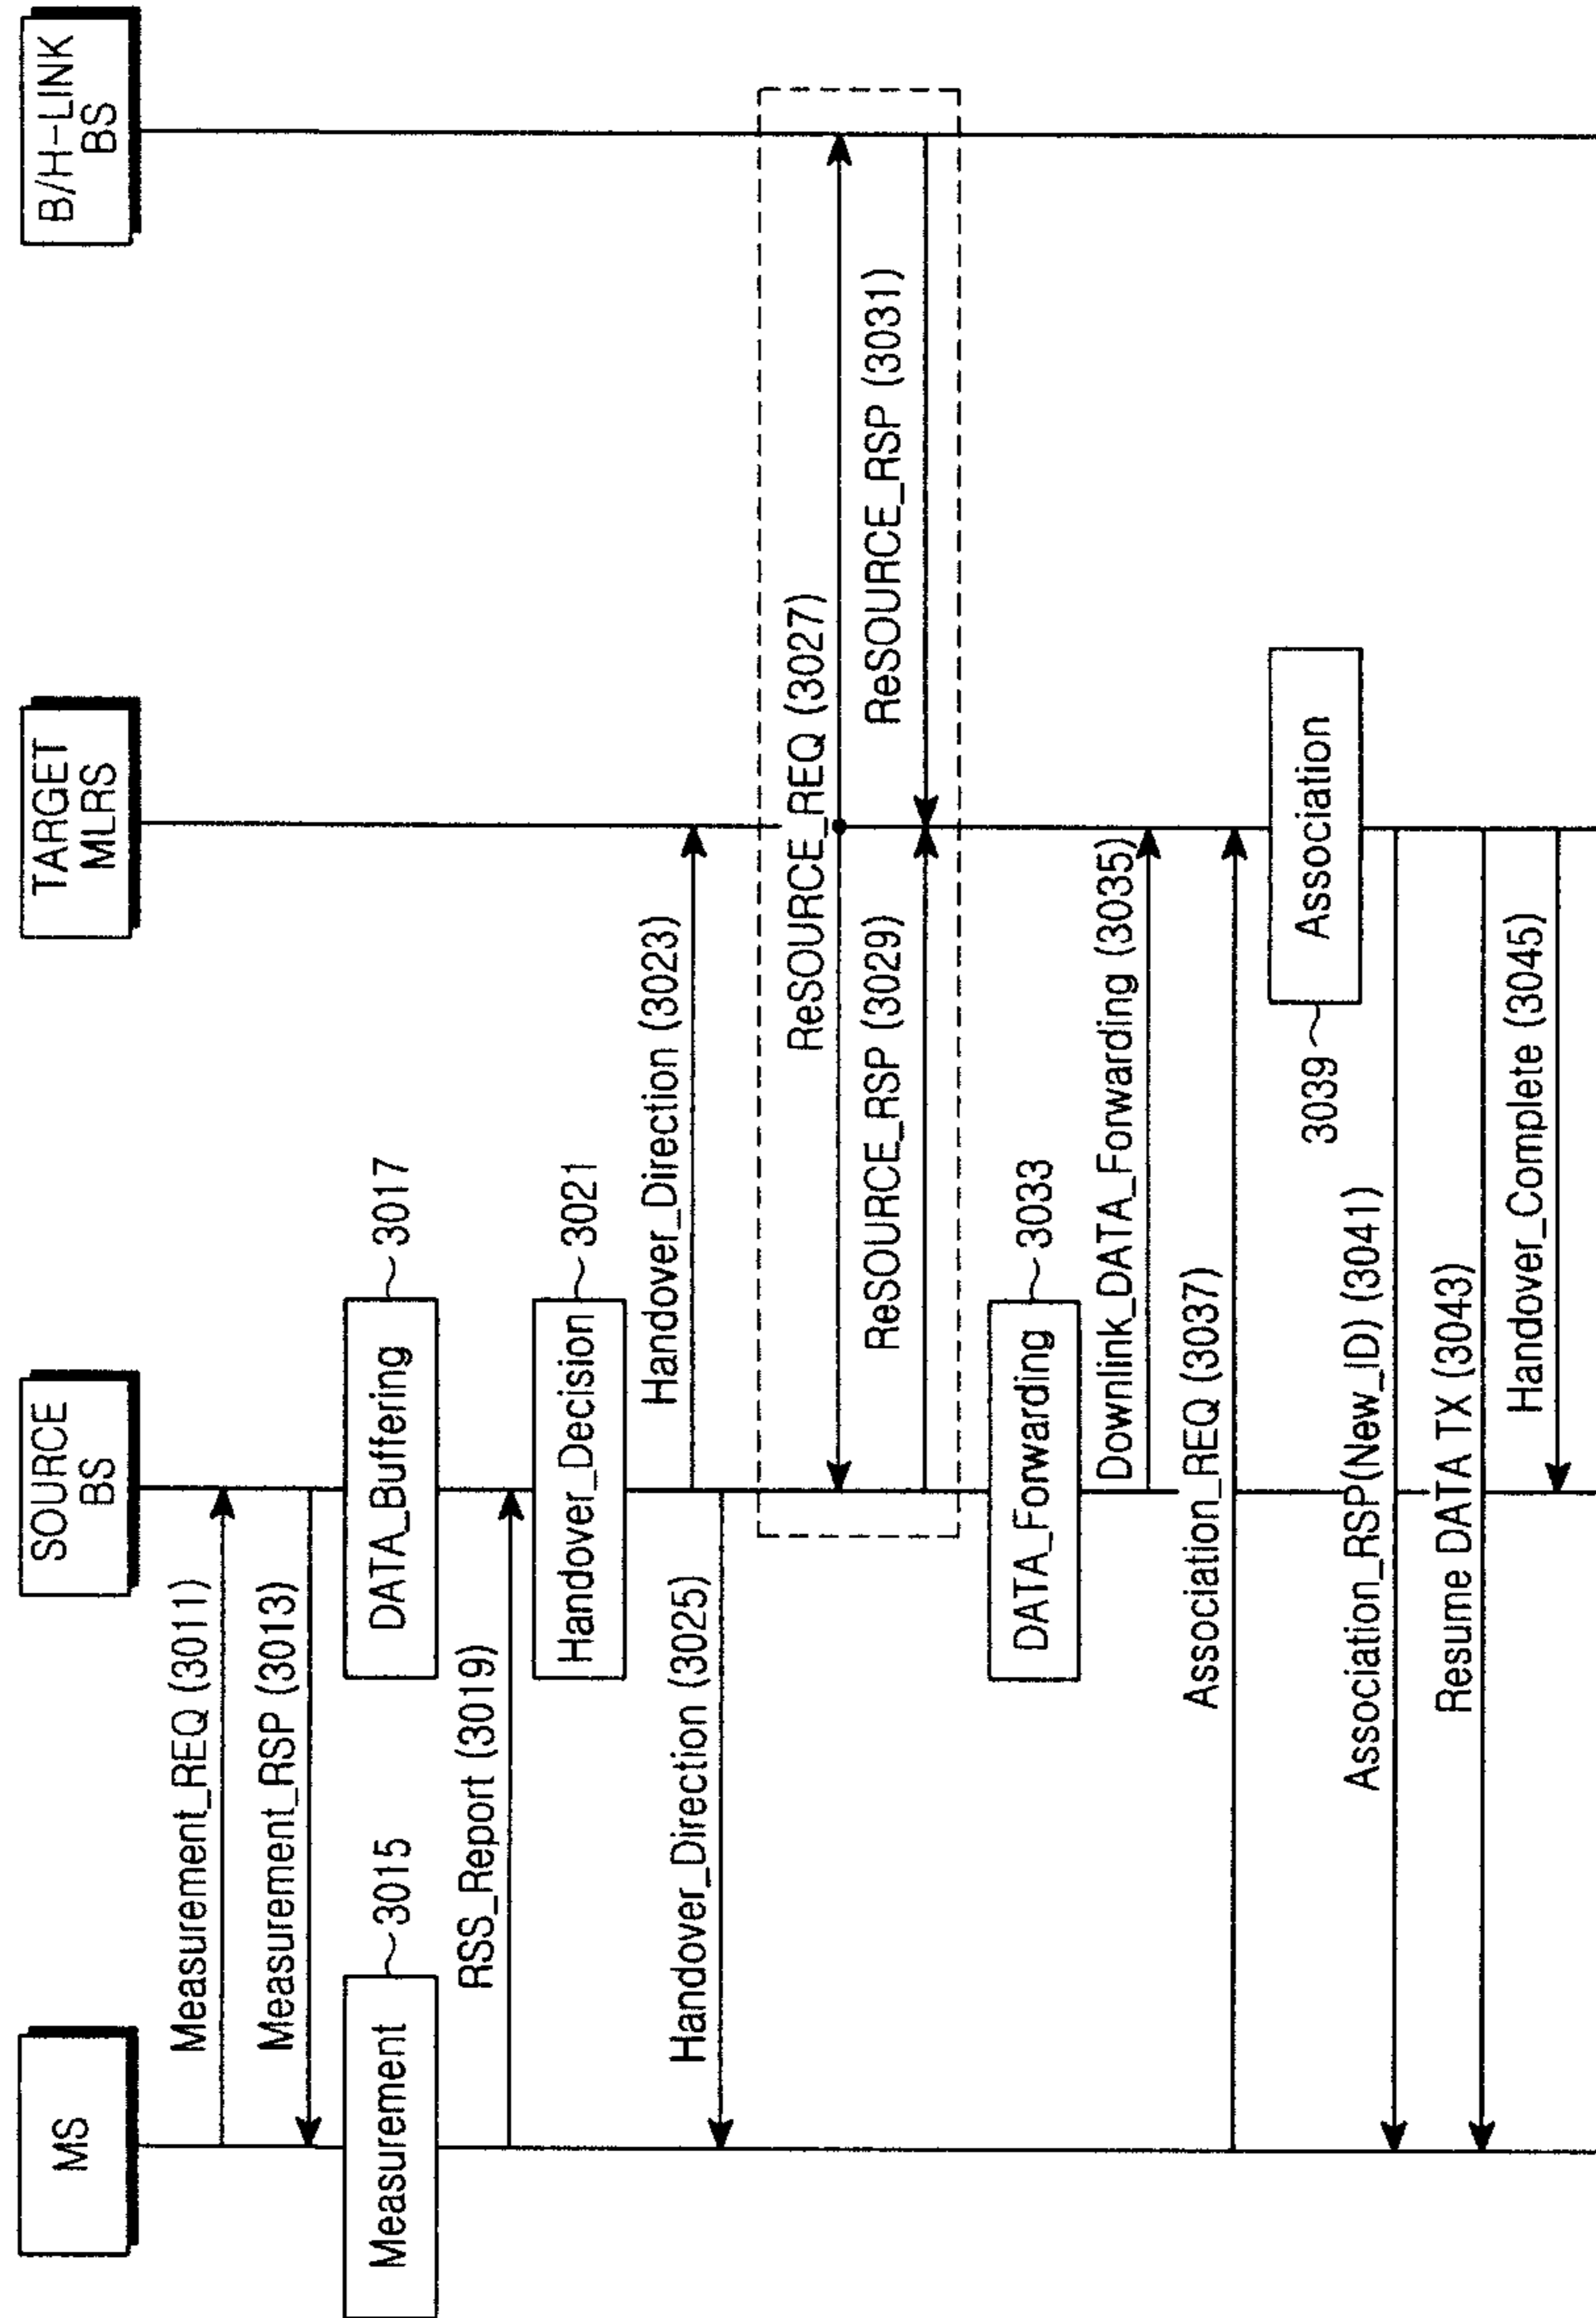 MS
SOURCE
BS
TARGET
MLRS
B/H-LINK
BS
Measurement_REQ (3011)
Measurement_RSP (3013)
Measurement
3015
DATA_Buffering
3017
RSS_Report (3019)
Handover_Decision
3021
Handover_Direction (3023)
Handover_Direction (3025)
ReSOURCE_REQ (3027)
ReSOURCE_RSP (3029)
ReSOURCE_RSP (3031)
DATA_Forwarding
3033
Downlink_DATA_Forwarding (3035)
Association_REQ (3037)
3039
Association
Association_RSP(New_ID) (3041)
Resume DATA TX (3043)
Handover_Complete (3045)